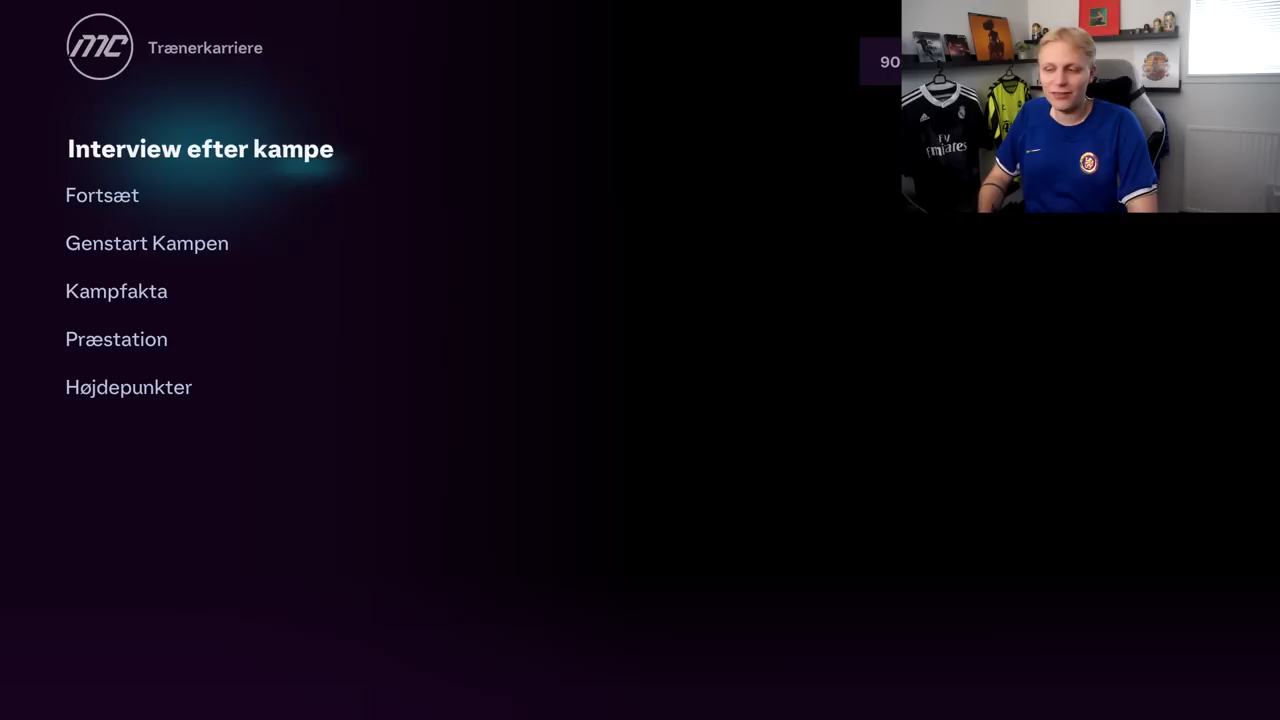 MC
Trænerkarriere
90
Interview efter kampe
Fortsæt
Genstart Kampen
Kampfakta
Præstation
Højdepunkter
Fly
Emirates